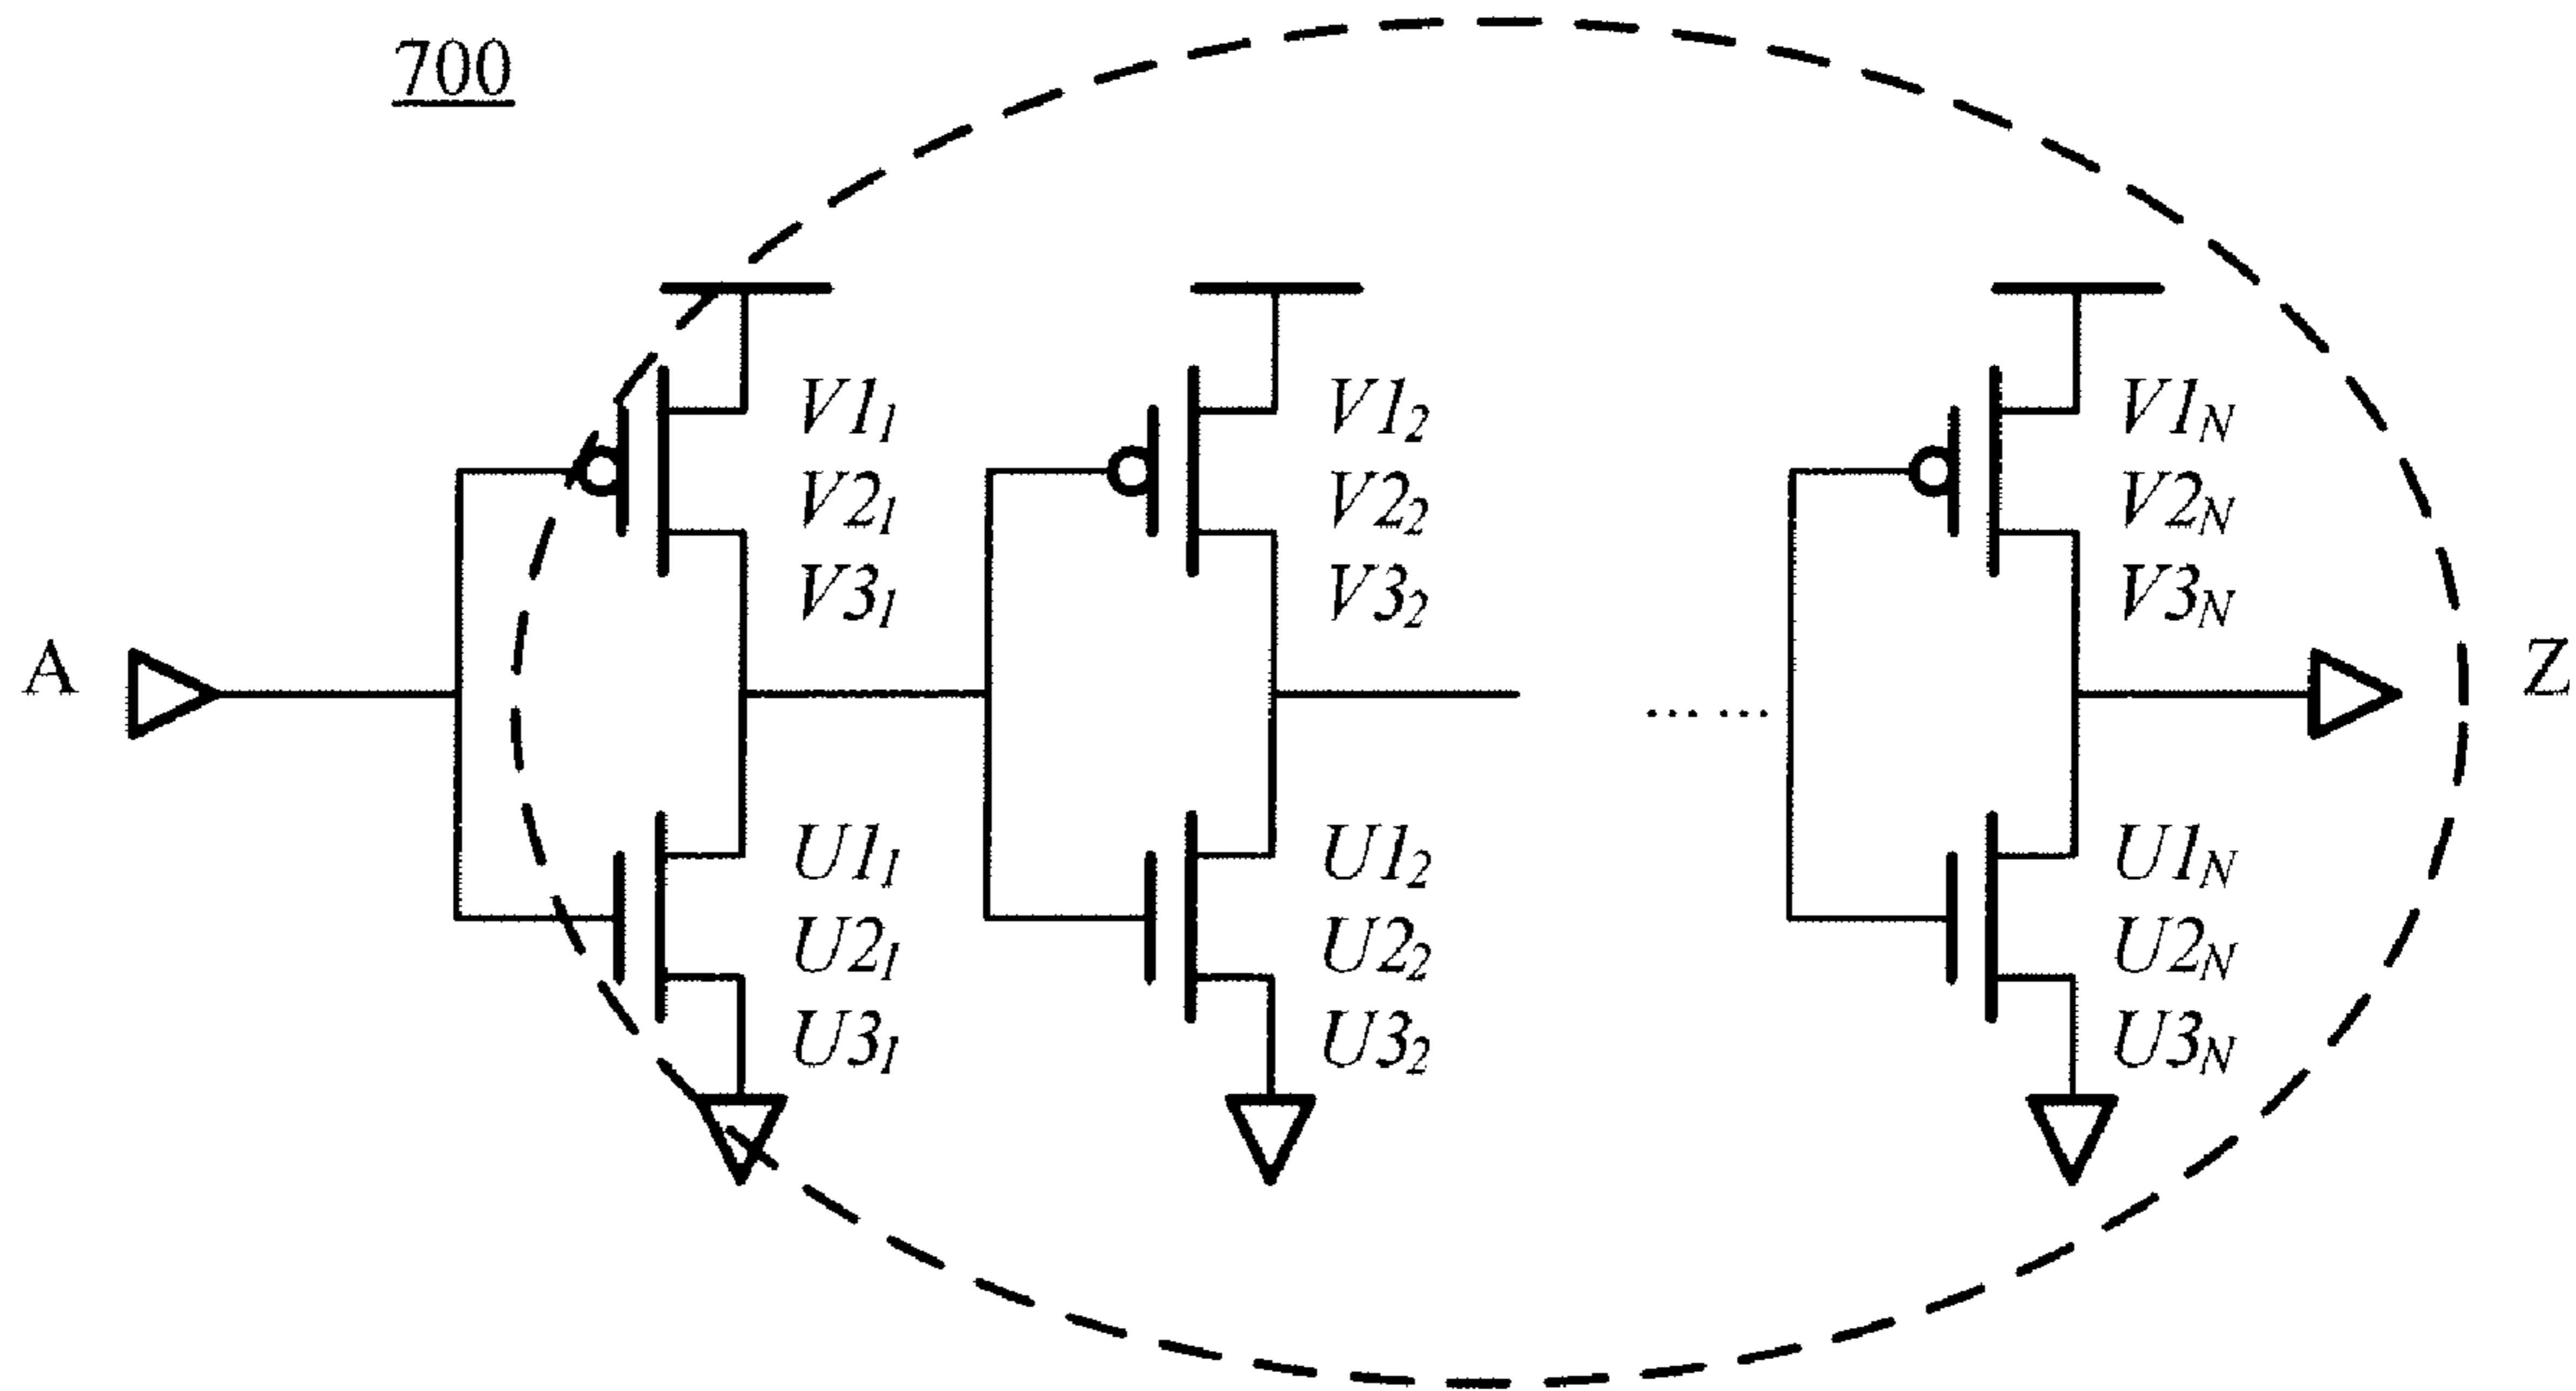 700
V1₁ V1₂ V1N
V2₁ V2₂ V2N
V3₁ V3₂ V3N
A Z
...... 
U1₁ U1₂ U1N
U2₁ U2₂ U2N
U3₁ U3₂ U3N